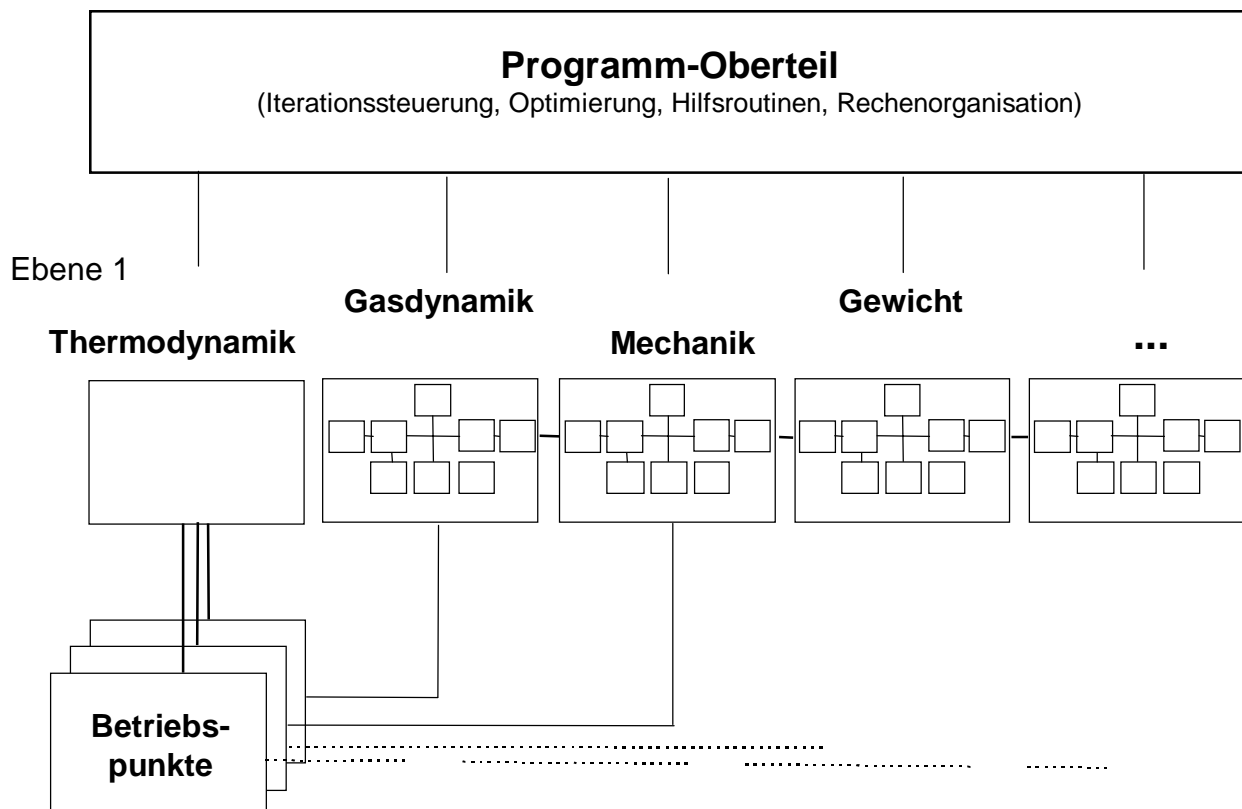 Programm-Oberteil
(Iterationssteuerung, Optimierung, Hilfsroutinen, Rechenorganisation)
Ebene 1
Gasdynamik
Gewicht
Thermodynamik
Mechanik
...
Betriebs-
punkte